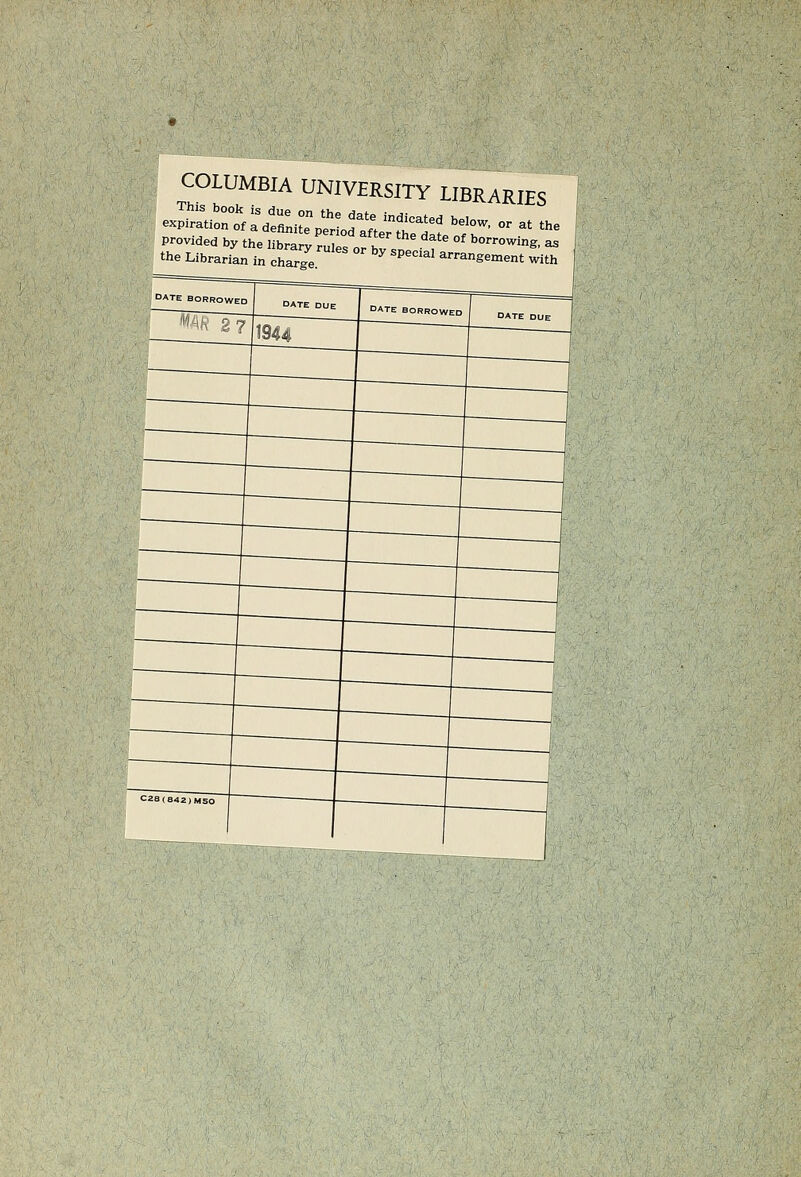 COLUMBIA UNIVERSITY LIBRARIES
This book is due on the date indicated below, or at the
expiration of a definite period after the date of borrowing, as
provided by the library rules or by special arrangement with
the Librarian in charge.
DATE BORROWED DATE DUE DATE BORROWED DATE DUE
MAR 27 1944
C28(842)M50